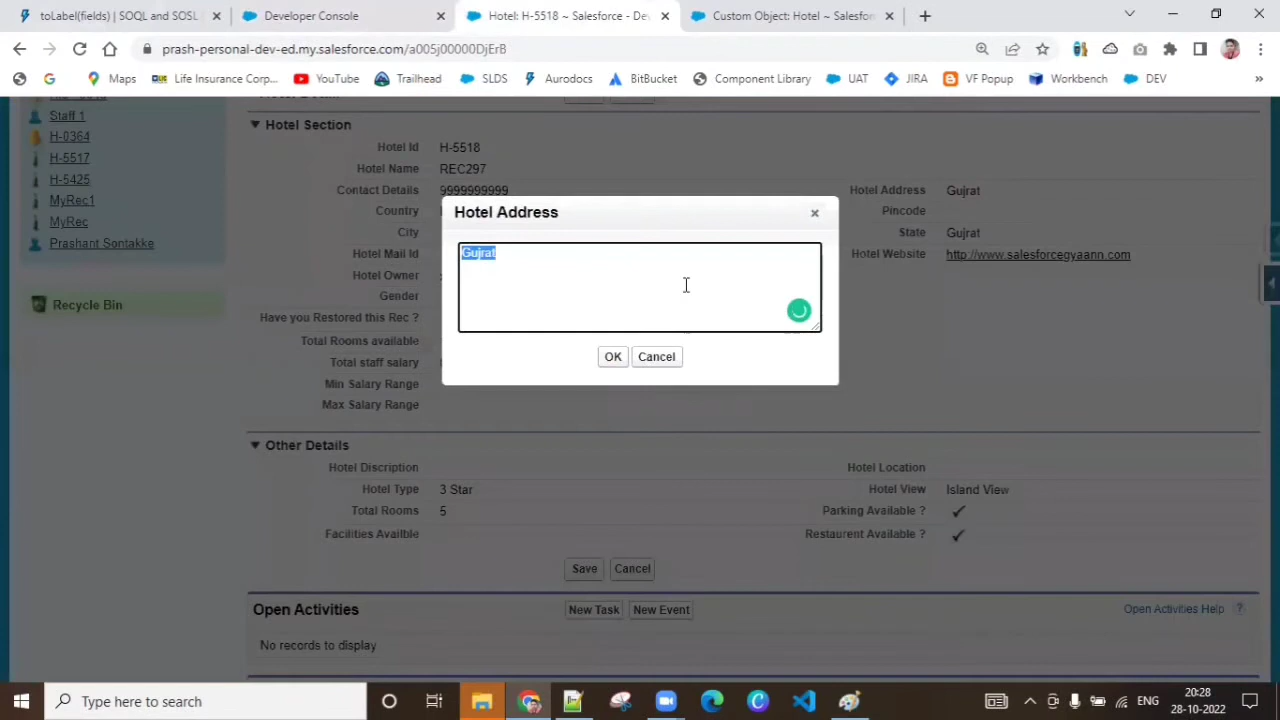 toLabel(fields) | SOQL and SOSL
Developer Console
Hotel: H-5518 ~ Salesforce - Dev
Custom Object: Hotel ~ Salesfor
prash-personal-dev-ed.my.salesforce.com/a005j00000DjEr8
Maps
Life Insurance Corp...
YouTube
Trailhead
SLDS
Aurodocs
BitBucket
Component Library
UAT
JIRA
VF Popup
Workbench
DEV
»
Staff 1
H-0364
H-5517
H-5425
MyRec1
MyRec
Prashant Sontakke
Recycle Bin
Hotel Section
Hotel Id H-5518
Hotel Name REC297
Contact Details 9999999999 Hotel Address Gujrat
Country Pincode
City State Gujrat
Hotel Mail Id Hotel Website http://www.salesforcegyaann.com
Hotel Owner
Gender
Have you Restored this Rec ?
Total Rooms available
Total staff salary
Min Salary Range
Max Salary Range
Hotel Address
Gujrat
OK Cancel
Other Details
Hotel Discription Hotel Location
Hotel Type 3 Star Hotel View Island View
Total Rooms 5 Parking Available ?
Facilities Availble Restaurent Available ?
Save Cancel
Open Activities New Task New Event Open Activities Help ?
No records to display
Type here to search
ENG
20:28
28-10-2022